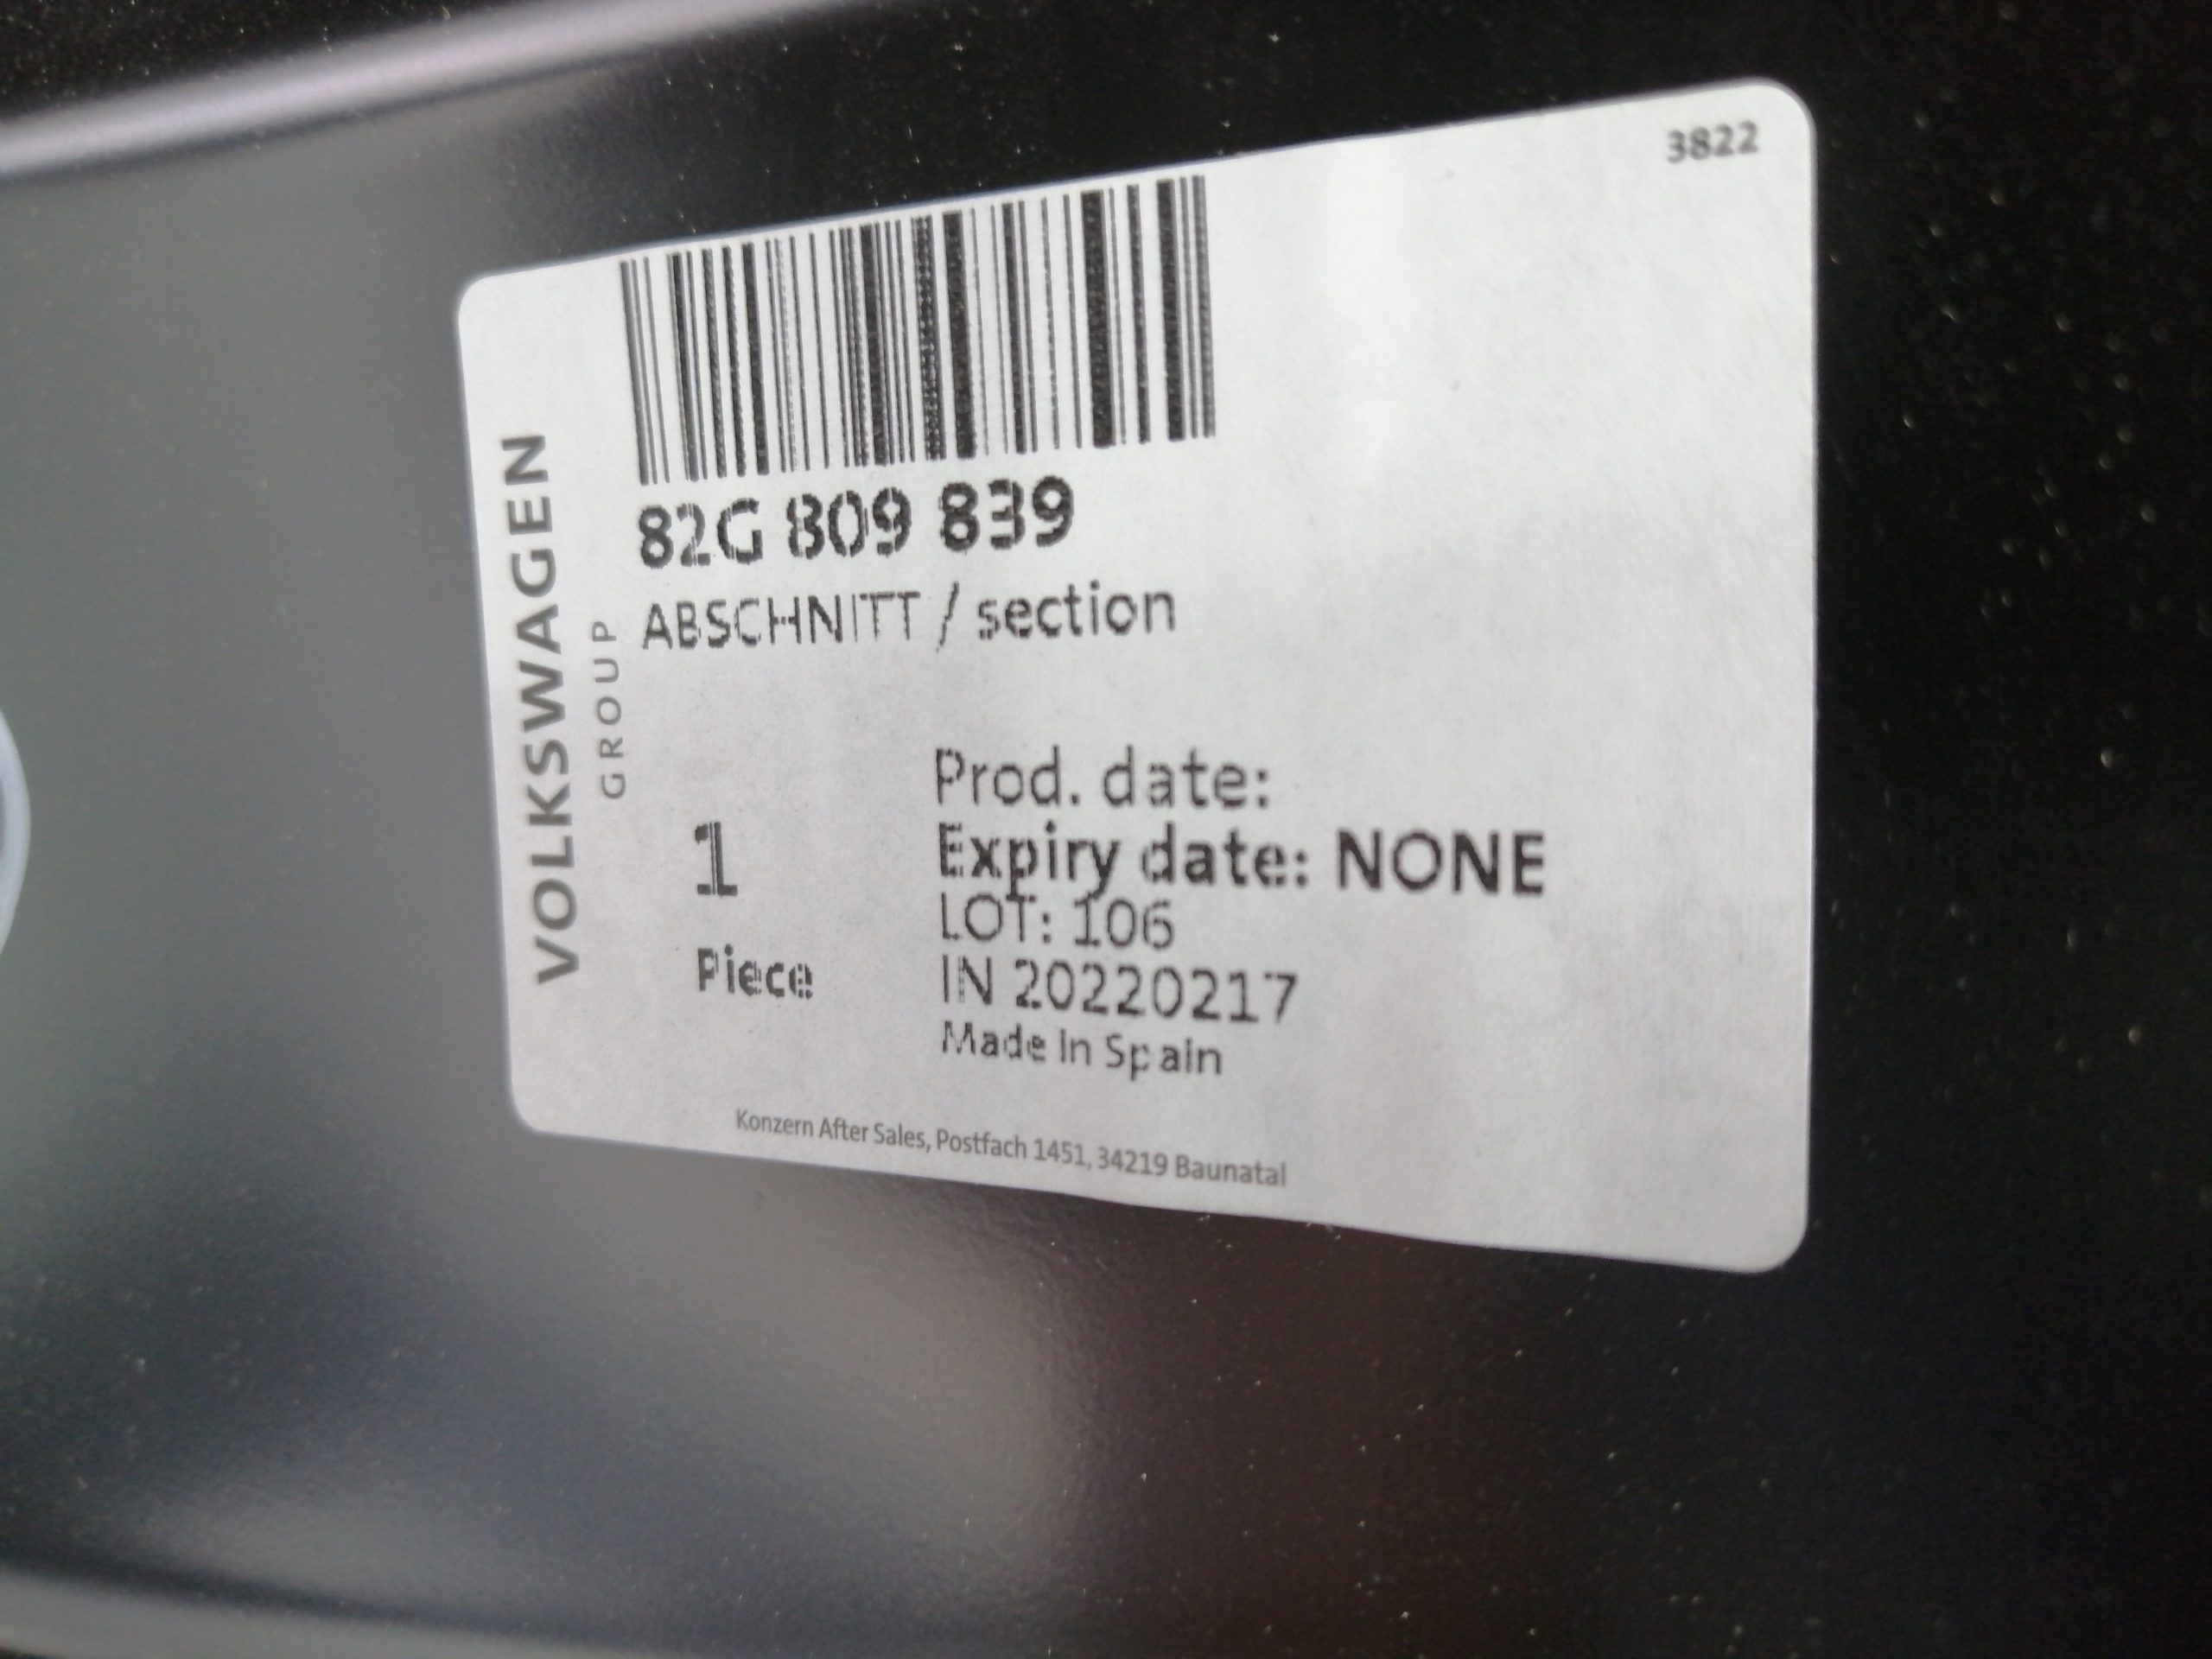 3822
VOLKSWAGEN
GROUP
82G 809 839
ABSCHNITT / section
1
Piece
Prod. date:
Expiry date: NONE
LOT: 106
IN 20220217
Made In Spain
Konzern After Sales, Postfach 1451, 34219 Baunatal